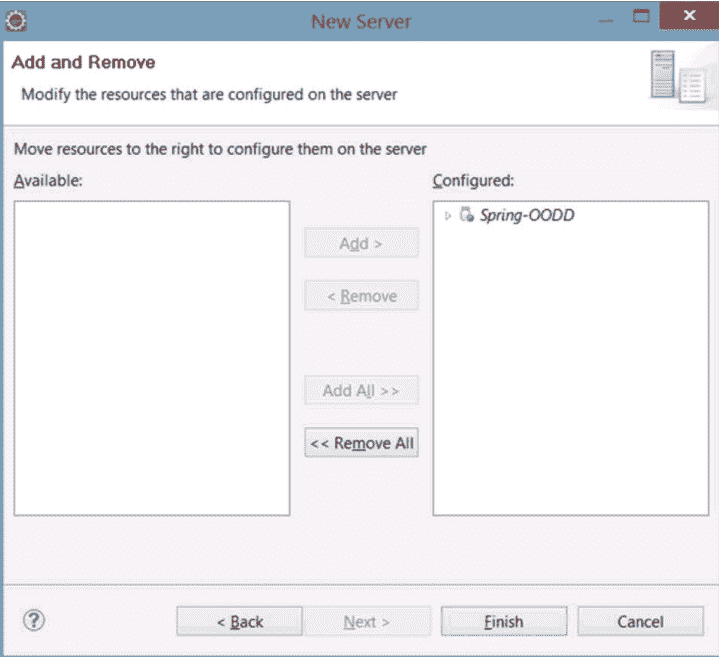 New Server
Add and Remove
Modify the resources that are configured on the server
Move resources to the right to configure them on the server
Available:
Configured:
Spring-OODD
Add >
< Remove
Add All >>
<< Remove All
?
< Back
Next >
Finish
Cancel